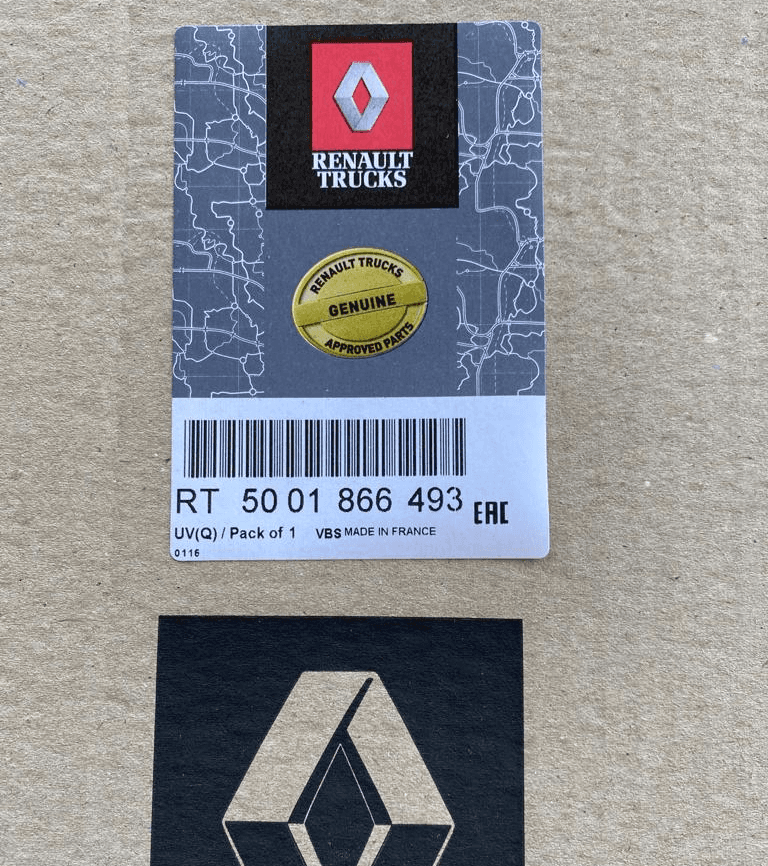 RENAULT
TRUCKS
RENAULT TRUCKS
GENUINE
APPROVED PARTS
RT 50 01 866 493
EAC
UV(Q) / Pack of 1 VBS MADE IN FRANCE
0116